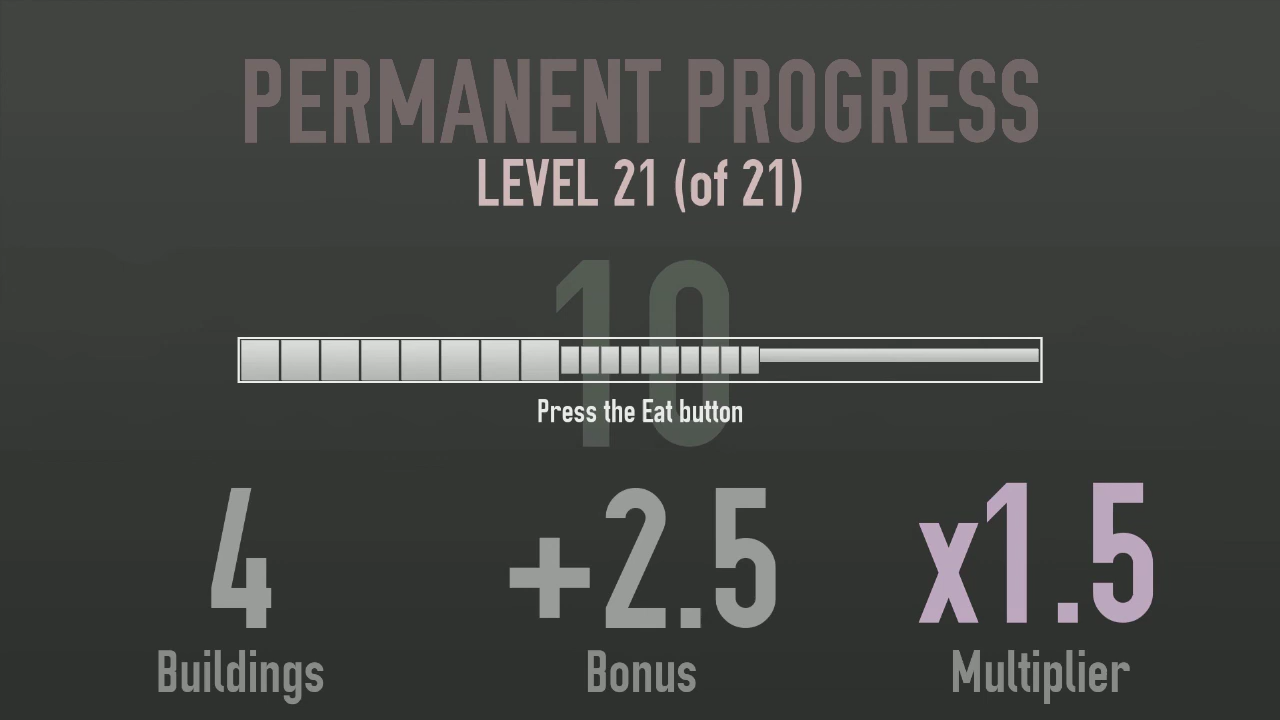 PERMANENT PROGRESS
LEVEL 21 (of 21)
10
Press the Eat button
4
Buildings
+2.5
Bonus
x1.5
Multiplier